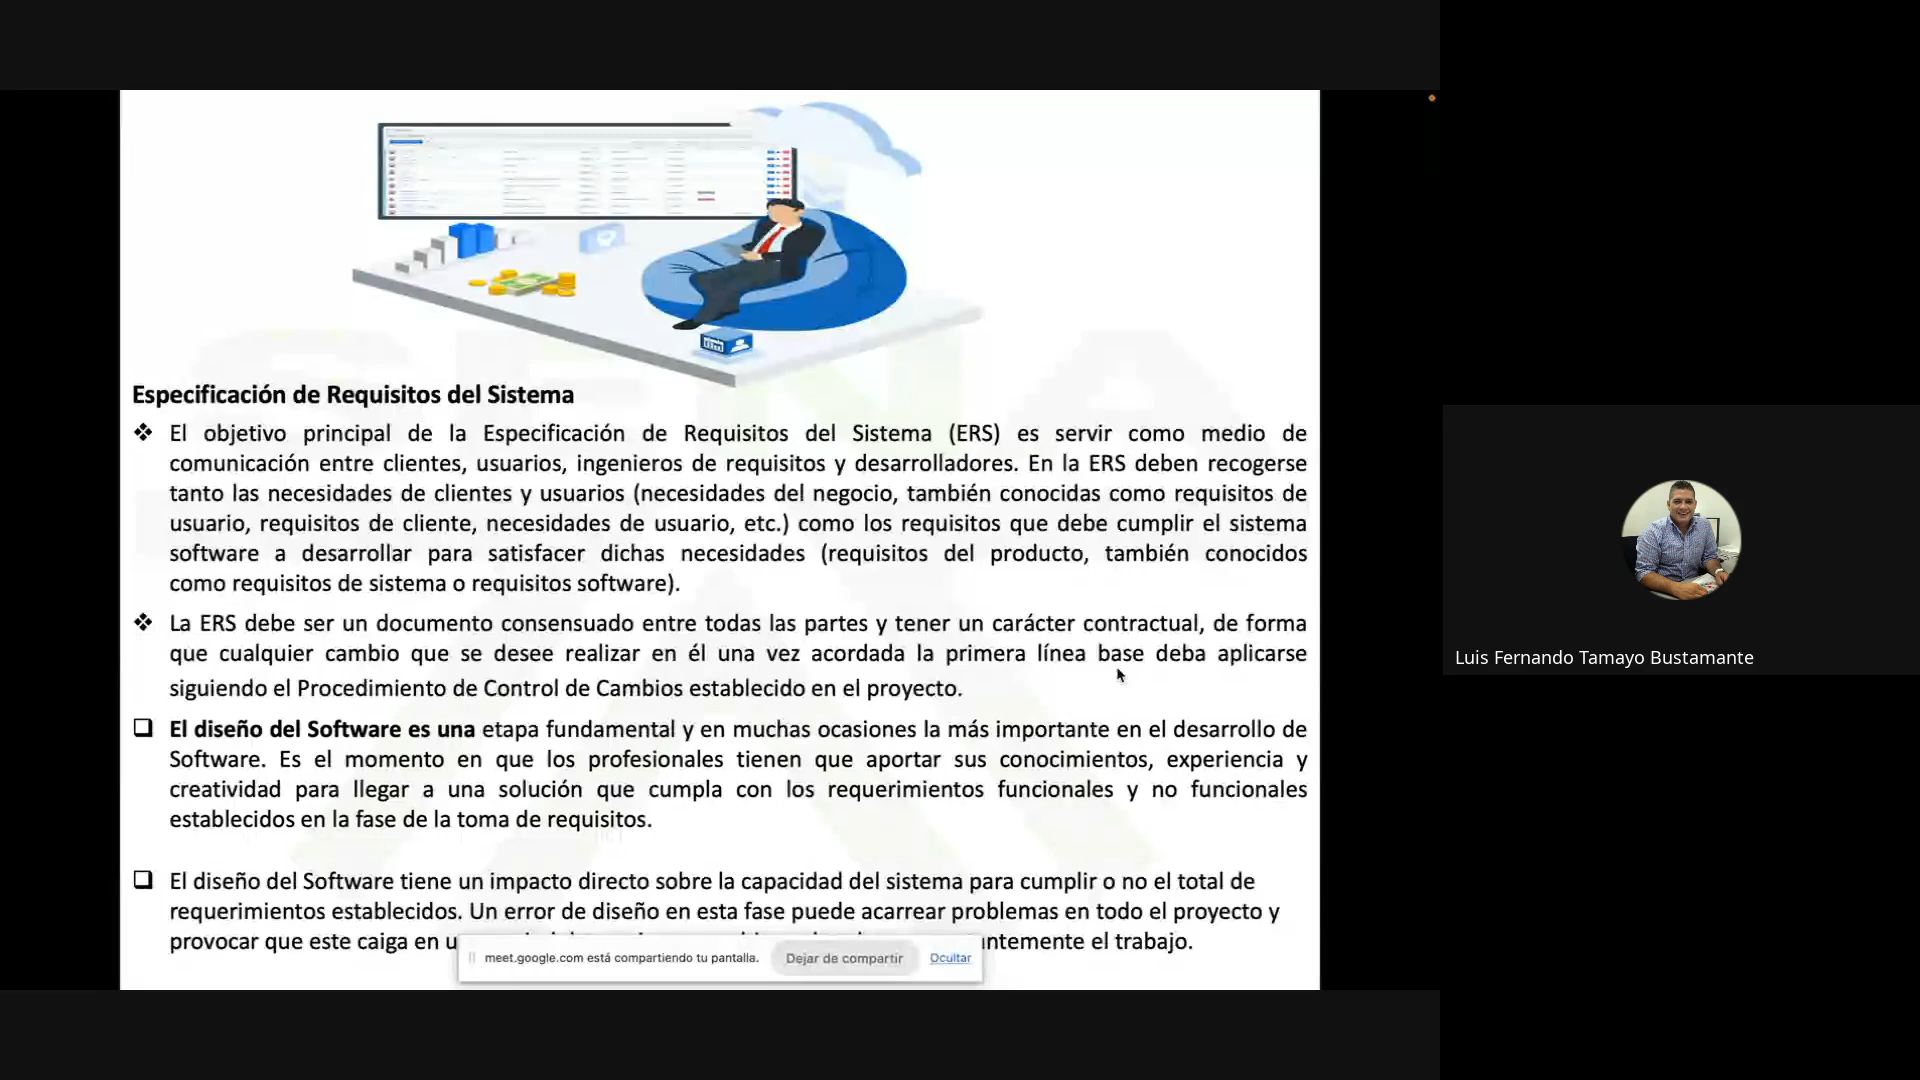 Especificación de Requisitos del Sistema
❖ El objetivo principal de la Especificación de Requisitos del Sistema (ERS) es servir como medio de
comunicación entre clientes, usuarios, ingenieros de requisitos y desarrolladores. En la ERS deben recogerse
tanto las necesidades de clientes y usuarios (necesidades del negocio, también conocidas como requisitos de
usuario, requisitos de cliente, necesidades de usuario, etc.) como los requisitos que debe cumplir el sistema
software a desarrollar para satisfacer dichas necesidades (requisitos del producto, también conocidos
como requisitos de sistema o requisitos software).
❖ La ERS debe ser un documento consensuado entre todas las partes y tener un carácter contractual, de forma
que cualquier cambio que se desee realizar en él una vez acordada la primera línea base deba aplicarse
siguiendo el Procedimiento de Control de Cambios establecido en el proyecto.
❑ El diseño del Software es una etapa fundamental y en muchas ocasiones la más importante en el desarrollo de
Software. Es el momento en que los profesionales tienen que aportar sus conocimientos, experiencia y
creatividad para llegar a una solución que cumpla con los requerimientos funcionales y no funcionales
establecidos en la fase de la toma de requisitos.
❑ El diseño del Software tiene un impacto directo sobre la capacidad del sistema para cumplir o no el total de
requerimientos establecidos. Un error de diseño en esta fase puede acarrear problemas en todo el proyecto y
provocar que este caiga en u ntemente el trabajo.
meet.google.com está compartiendo tu pantalla. Dejar de compartir Ocultar
Luis Fernando Tamayo Bustamante
SENA